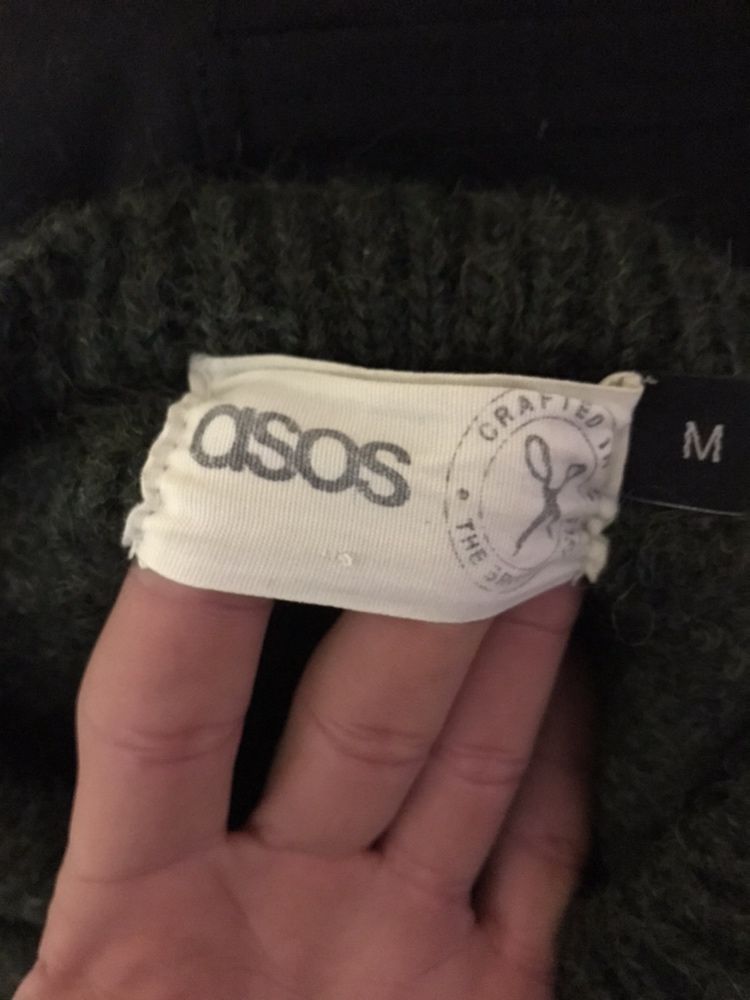 asos
CRAFTED IN
THE
M